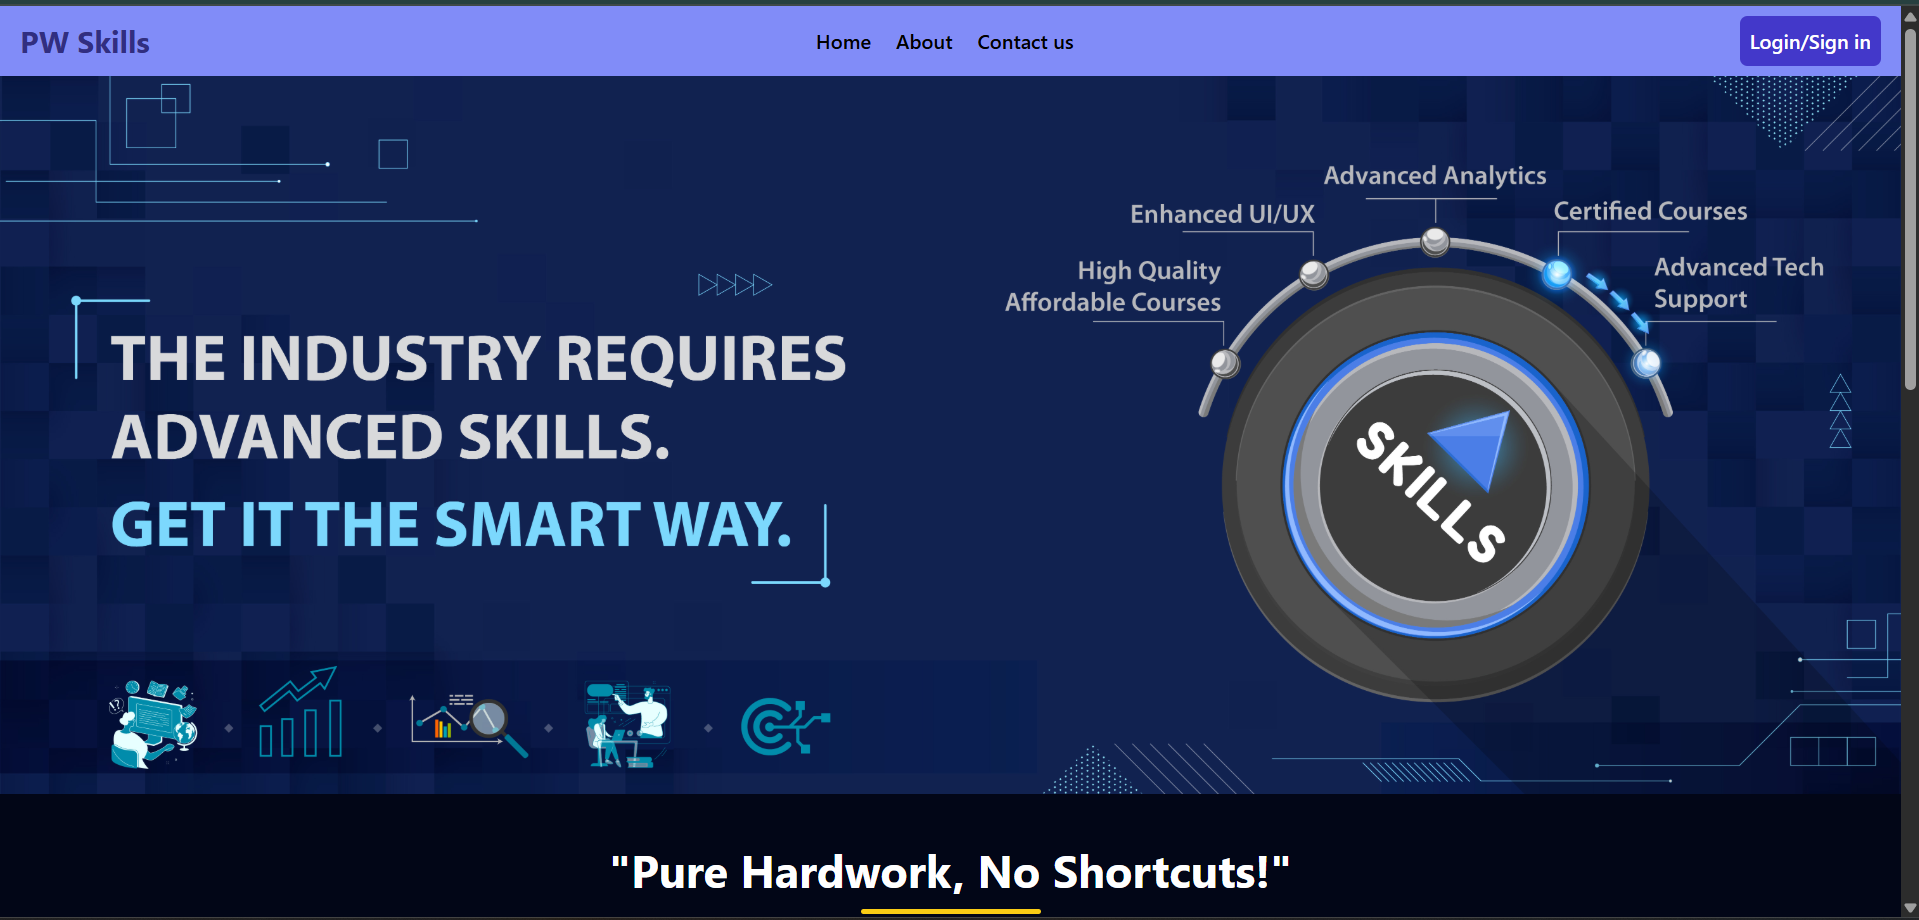 PW Skills
Home
About
Contact us
Login/Sign in
Advanced Analytics
Enhanced UI/UX
Certified Courses
High Quality
Affordable Courses
Advanced Tech
Support
THE INDUSTRY REQUIRES
ADVANCED SKILLS.
GET IT THE SMART WAY.
SKILLS
"Pure Hardwork, No Shortcuts!"